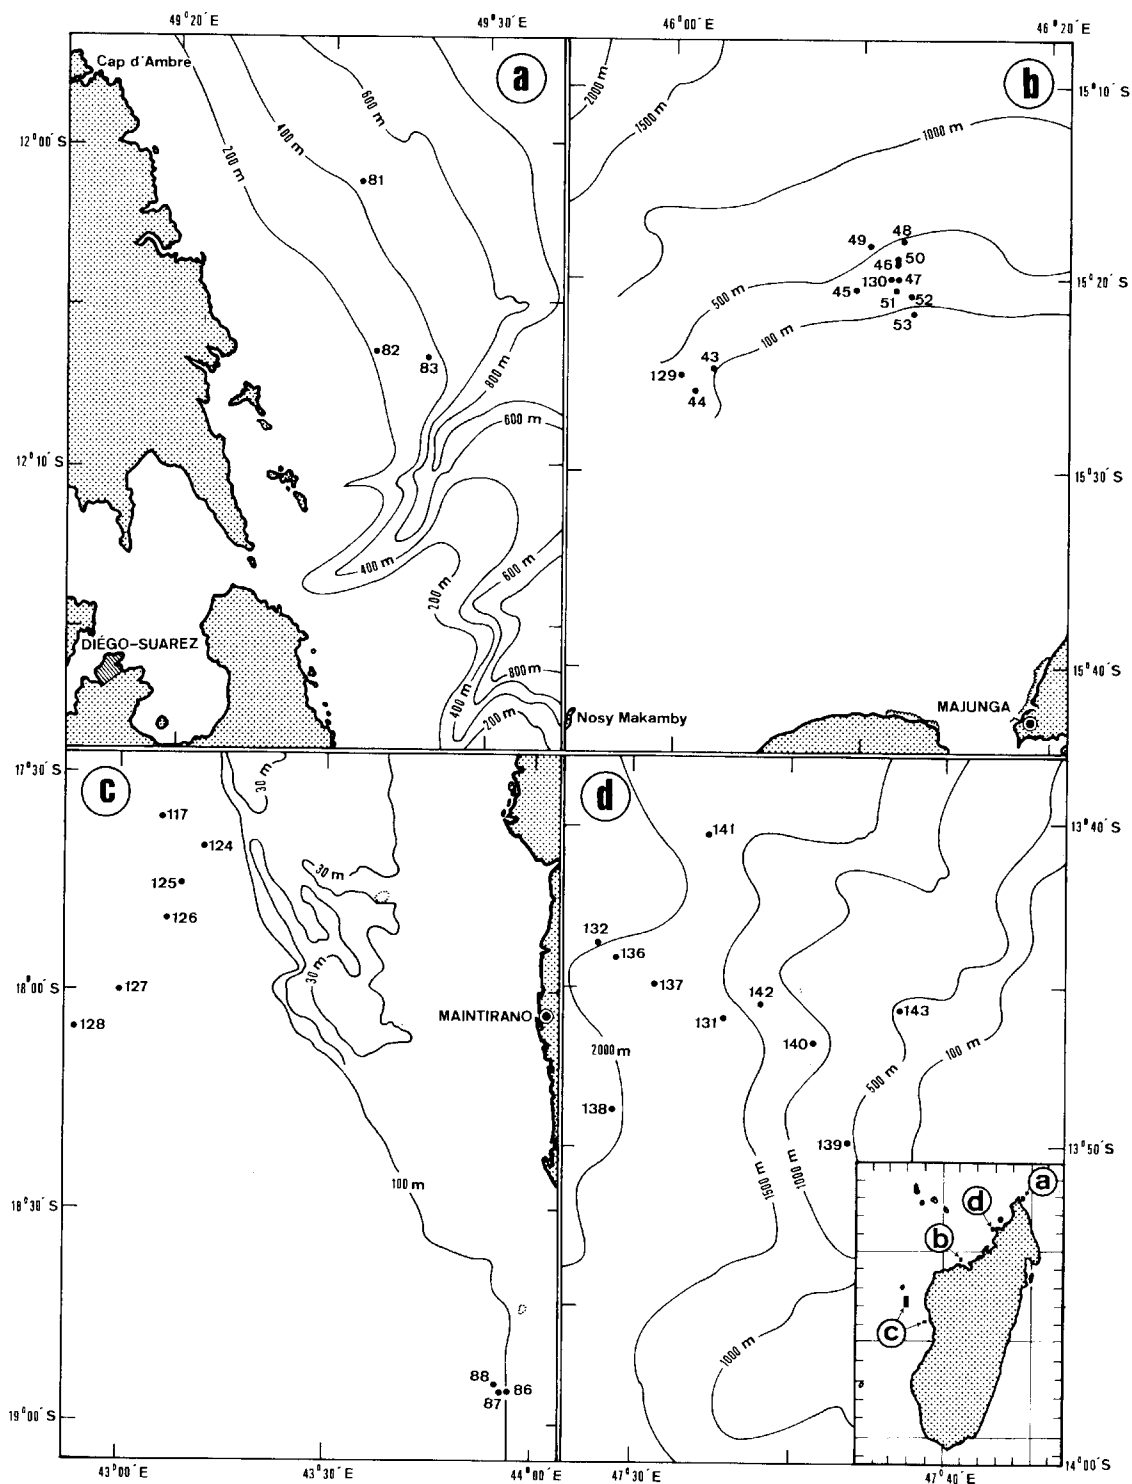 49°20' E
49°30' E
46°00' E
46°20' E
Cap d'Ambre
a
12°00' S
200 m
400 m
600 m
81
82
83
800 m
600 m
12°10' S
400 m
200 m
600 m
DIÉGO-SUAREZ
800 m
400 m
200 m
b
2000 m
1500 m
1000 m
15°10' S
49
48
50
46
130
47
45
51
52
53
15°20' S
500 m
100 m
43
129
44
15°30' S
15°40' S
MAJUNGA
Nosy Makamby
17°30' S
c
30 m
117
124
30 m
125
126
18°00' S
127
30 m
128
MAINTIRANO
100 m
18°30' S
88
86
87
19°00' S
43°00' E
43°30' E
44°00' E
d
141
13°40' S
132
136
137
142
131
143
140
2000 m
500 m
100 m
138
139
13°50' S
1500 m
1000 m
1000 m
a
d
b
c
47°30' E
47°40' E
14°00' S